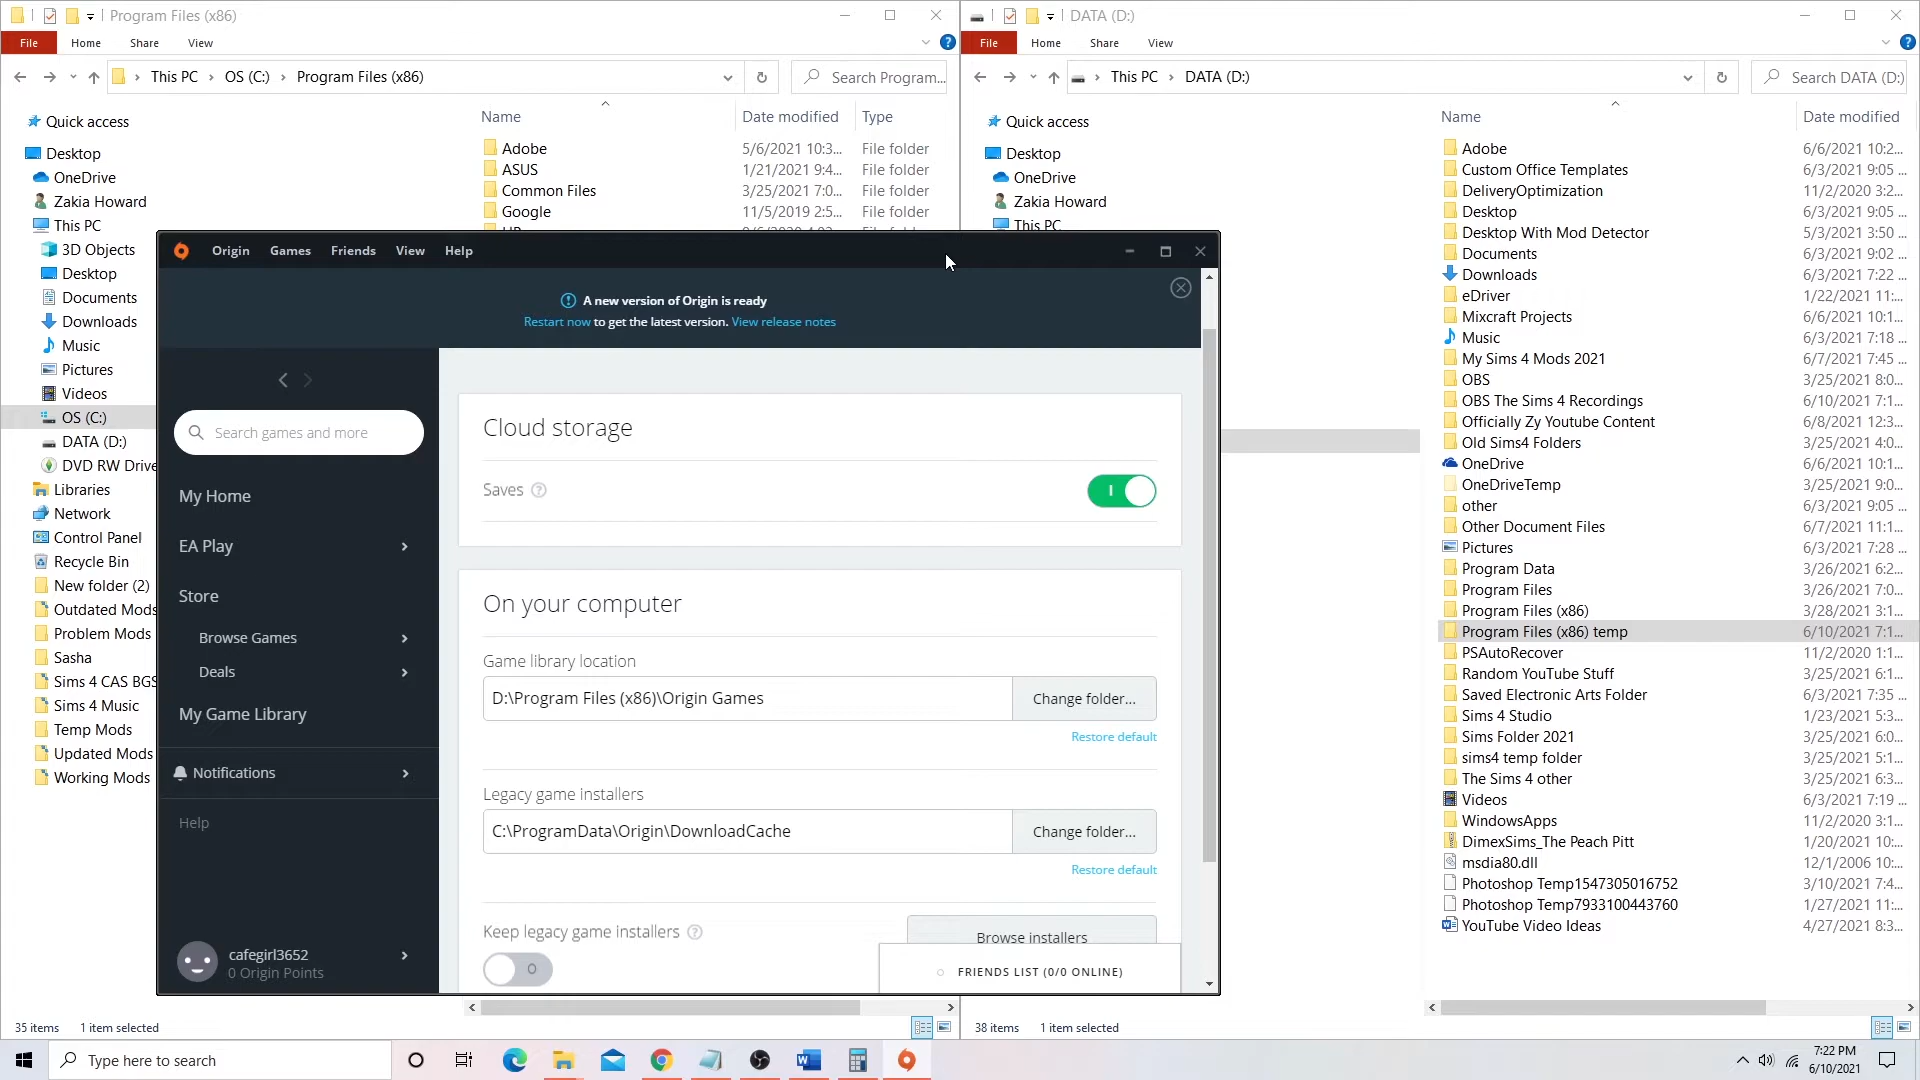 Program Files (x86)
File
Home
Share
View
This PC
OS (C:)
Program Files (x86)
Search Program...
Quick access
Desktop
OneDrive
Zakia Howard
This PC
3D Objects
Desktop
Documents
Downloads
Music
Pictures
Videos
OS (C:)
DATA (D:)
DVD RW Drive
Libraries
Network
Control Panel
Recycle Bin
New folder (2)
Outdated Mods
Problem Mods
Sasha
Sims 4 CAS BGS
Sims 4 Music
Temp Mods
Updated Mods
Working Mods
Name Date modified Type
Adobe 5/6/2021 10:3... File folder
ASUS 1/21/2021 9:4... File folder
Common Files 3/25/2021 7:0... File folder
Google 11/5/2019 2:5... File folder
35 items 1 item selected
Origin Games Friends View Help
A new version of Origin is ready
Restart now to get the latest version. View release notes
Search games and more
My Home
EA Play
Store
Browse Games
Deals
My Game Library
Notifications
Help
cafegirl3652
0 Origin Points
Cloud storage
Saves
On your computer
Game library location
D:\Program Files (x86)\Origin Games
Change folder...
Restore default
Legacy game installers
C:\ProgramData\Origin\DownloadCache
Change folder...
Restore default
Keep legacy game installers
Browse installers
FRIENDS LIST (0/0 ONLINE)
DATA (D:)
File
Home
Share
View
This PC
DATA (D:)
Search DATA (D:)
Quick access
Desktop
OneDrive
Zakia Howard
This PC
Name Date modified
Adobe 6/6/2021 10:2...
Custom Office Templates 6/3/2021 9:05 ...
DeliveryOptimization 11/2/2020 3:2...
Desktop 6/3/2021 9:05 ...
Desktop With Mod Detector 5/3/2021 3:50 ...
Documents 6/3/2021 9:02 ...
Downloads 6/3/2021 7:22 ...
eDriver 1/22/2021 11:...
Mixcraft Projects 6/6/2021 10:1...
Music 6/3/2021 7:18 ...
My Sims 4 Mods 2021 6/7/2021 7:45 ...
OBS 3/25/2021 8:0...
OBS The Sims 4 Recordings 6/10/2021 7:1...
Officially Zy Youtube Content 6/8/2021 12:3...
Old Sims4 Folders 3/25/2021 4:0...
OneDrive 6/6/2021 10:1...
OneDriveTemp 3/25/2021 9:0...
other 6/3/2021 9:05 ...
Other Document Files 6/7/2021 11:1...
Pictures 6/3/2021 7:28 ...
Program Data 3/26/2021 6:2...
Program Files 3/26/2021 7:0...
Program Files (x86) 3/28/2021 3:1...
Program Files (x86) temp 6/10/2021 7:1...
PSAutoRecover 11/2/2020 1:1...
Random YouTube Stuff 3/25/2021 6:1...
Saved Electronic Arts Folder 6/3/2021 7:35 ...
Sims 4 Studio 1/23/2021 5:3...
Sims Folder 2021 3/25/2021 6:0...
sims4 temp folder 3/25/2021 5:1...
The Sims 4 other 3/25/2021 6:3...
Videos 6/3/2021 7:19 ...
WindowsApps 11/2/2020 3:1...
DimexSims_The Peach Pitt 1/20/2021 10:...
msdia80.dll 12/1/2006 10:...
Photoshop Temp1547305016752 3/10/2021 7:4...
Photoshop Temp7933100443760 1/27/2021 11:...
YouTube Video Ideas 4/27/2021 8:3...
38 items 1 item selected
Type here to search
7:22 PM
6/10/2021